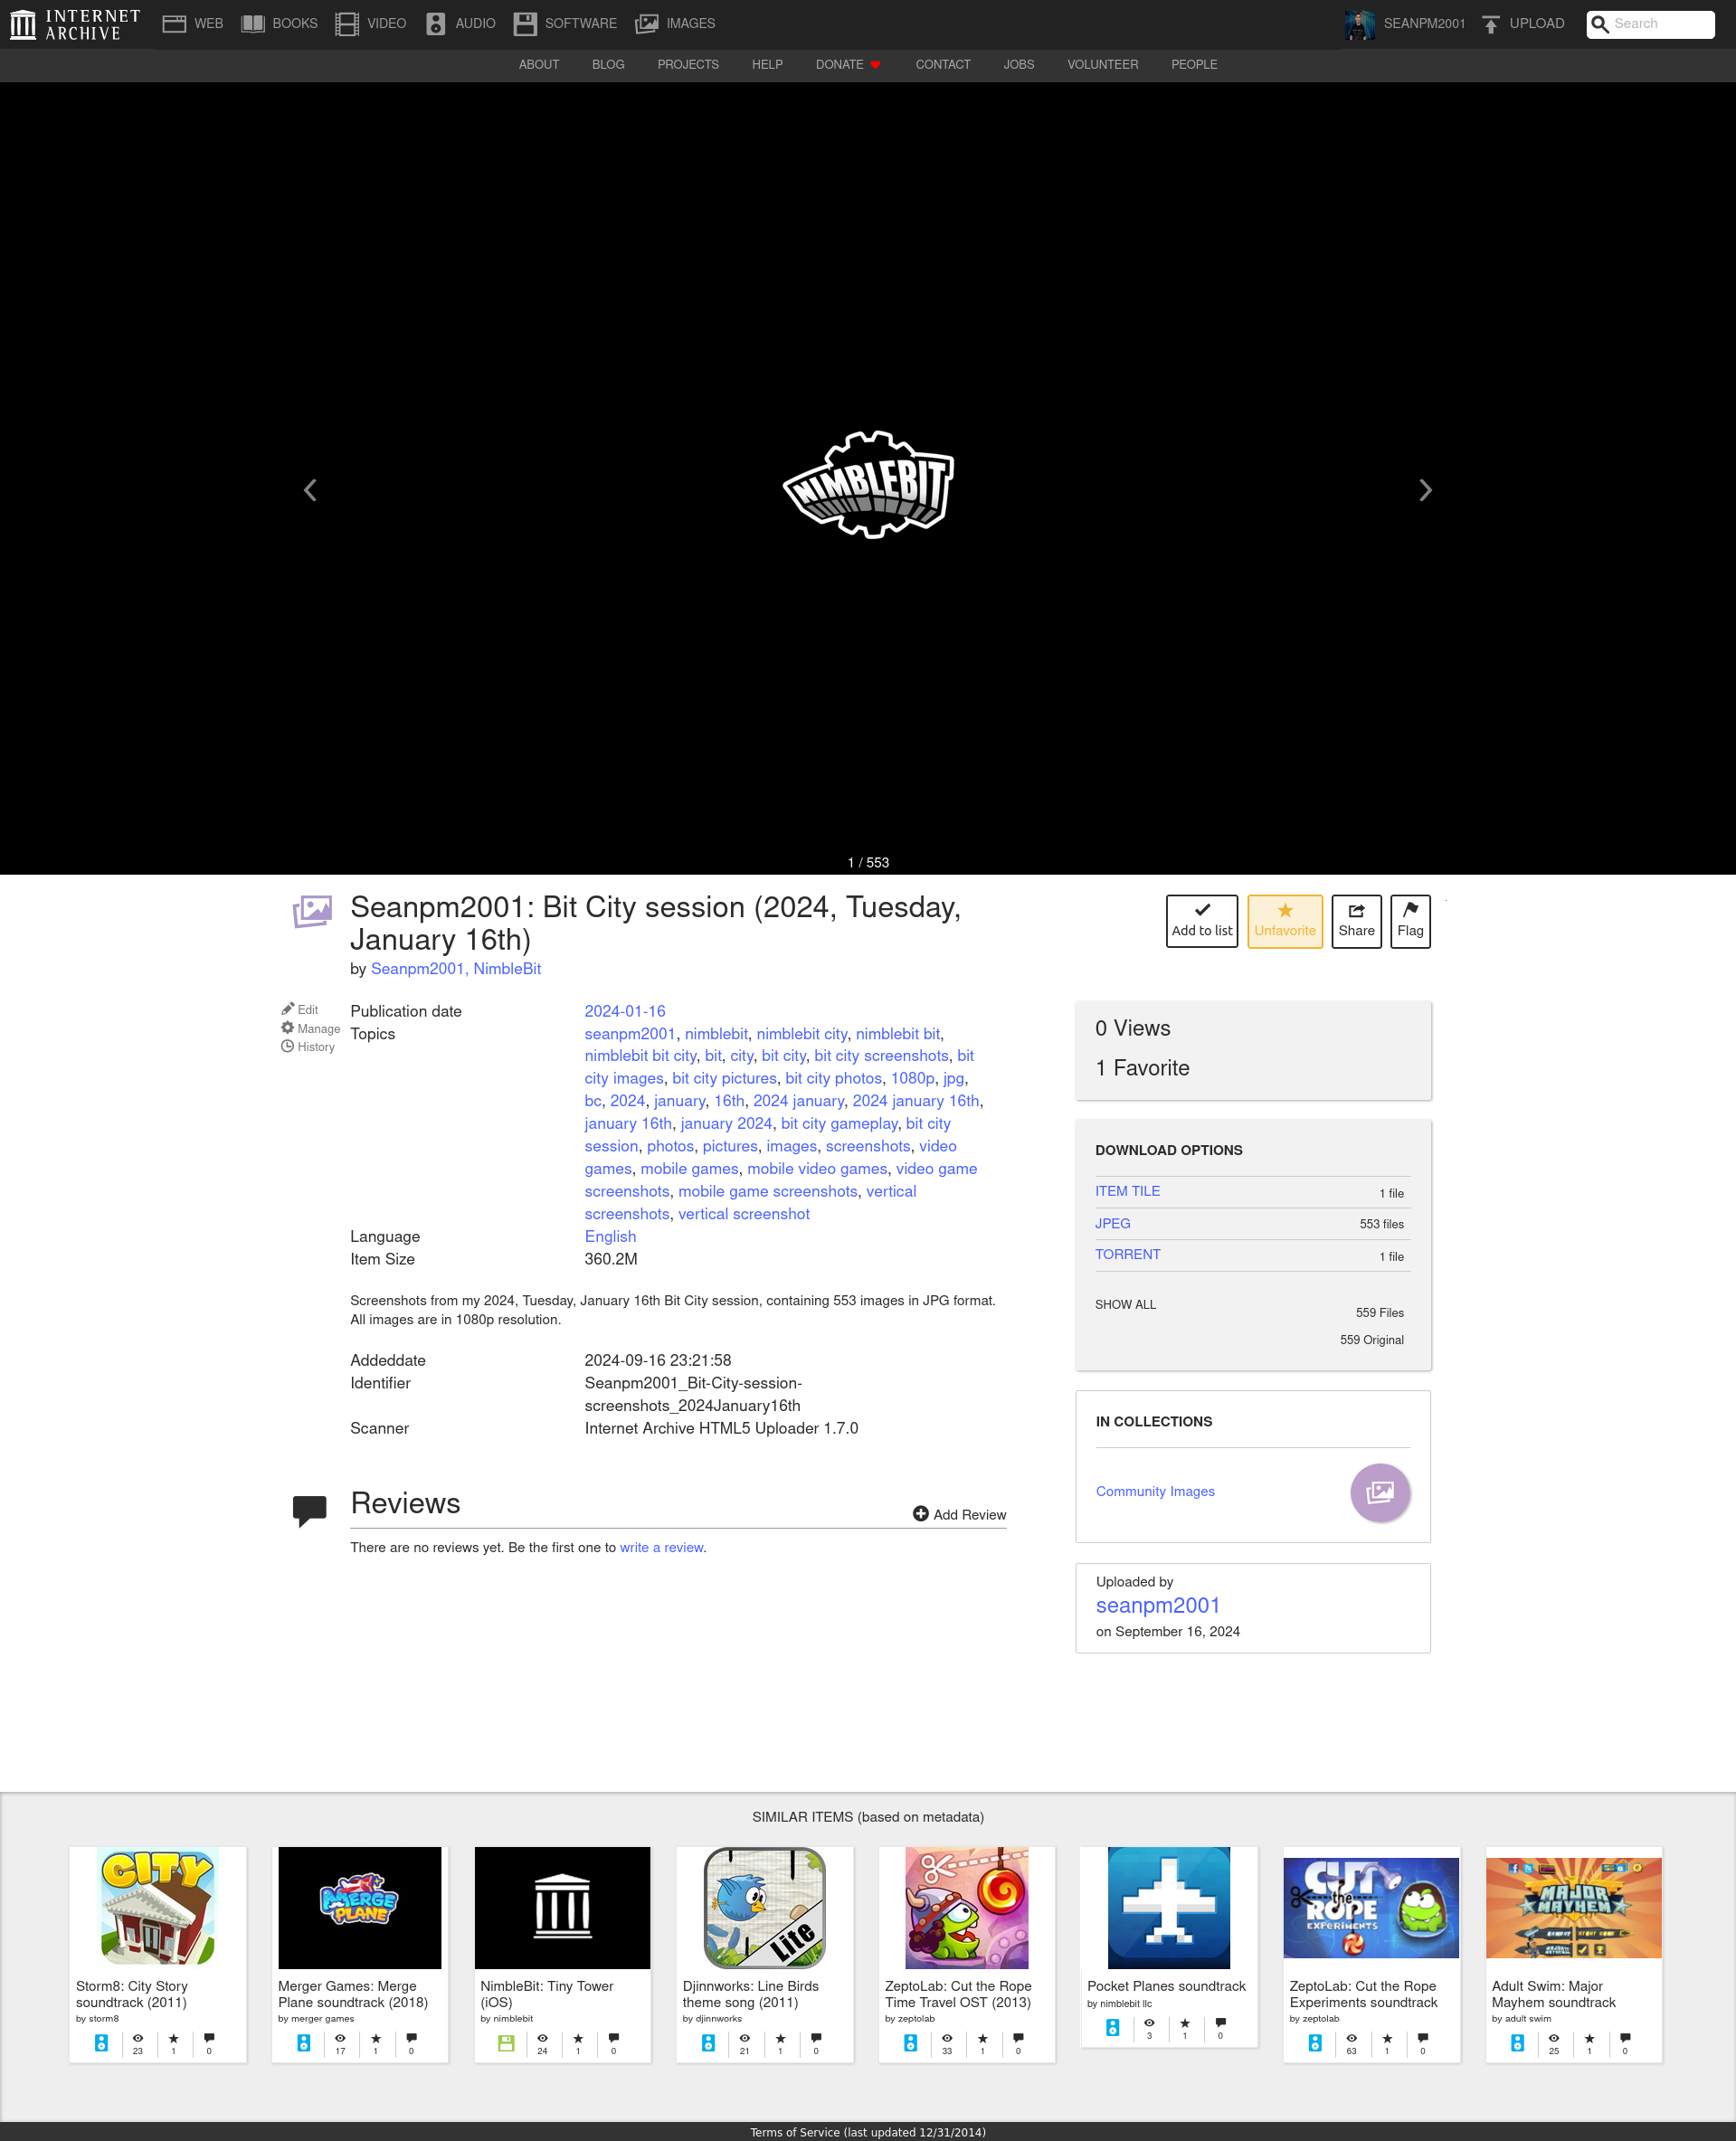 INTERNET
ARCHIVE
WEB BOOKS VIDEO AUDIO SOFTWARE IMAGES SEANPM2001 UPLOAD Search
ABOUT BLOG PROJECTS HELP DONATE CONTACT JOBS VOLUNTEER PEOPLE
NIMBLEBIT
1 / 553
Seanpm2001: Bit City session (2024, Tuesday,
January 16th)
by Seanpm2001, NimbleBit
Add to list Unfavorite Share Flag
Edit
Manage
History
Publication date 2024-01-16
Topics seanpm2001, nimblebit, nimblebit city, nimblebit bit,
nimblebit bit city, bit, city, bit city, bit city screenshots, bit
city images, bit city pictures, bit city photos, 1080p, jpg,
bc, 2024, january, 16th, 2024 january, 2024 january 16th,
january 16th, january 2024, bit city gameplay, bit city
session, photos, pictures, images, screenshots, video
games, mobile games, mobile video games, video game
screenshots, mobile game screenshots, vertical
screenshots, vertical screenshot
Language English
Item Size 360.2M
Screenshots from my 2024, Tuesday, January 16th Bit City session, containing 553 images in JPG format.
All images are in 1080p resolution.
Addeddate 2024-09-16 23:21:58
Identifier Seanpm2001_Bit-City-session-
screenshots_2024January16th
Scanner Internet Archive HTML5 Uploader 1.7.0
Reviews
Add Review
There are no reviews yet. Be the first one to write a review.
0 Views
1 Favorite
DOWNLOAD OPTIONS
ITEM TILE 1 file
JPEG 553 files
TORRENT 1 file
SHOW ALL 559 Files
559 Original
IN COLLECTIONS
Community Images
Uploaded by
seanpm2001
on September 16, 2024
SIMILAR ITEMS (based on metadata)
CITY
Storm8: City Story
soundtrack (2011)
by storm8
23 1 0
MERGE
PLANE
Merger Games: Merge
Plane soundtrack (2018)
by merger games
17 1 0
NimbleBit: Tiny Tower
(iOS)
by nimblebit
24 1 0
Lite
Djinnworks: Line Birds
theme song (2011)
by djinnworks
21 1 0
ZeptoLab: Cut the Rope
Time Travel OST (2013)
by zeptolab
33 1 0
Pocket Planes soundtrack
by nimblebit llc
3 1 0
CUT
the
ROPE
EXPERIMENTS
ZeptoLab: Cut the Rope
Experiments soundtrack
by zeptolab
63 1 0
MAJOR
MAYHEM
Adult Swim: Major
Mayhem soundtrack
by adult swim
25 1 0
Terms of Service (last updated 12/31/2014)